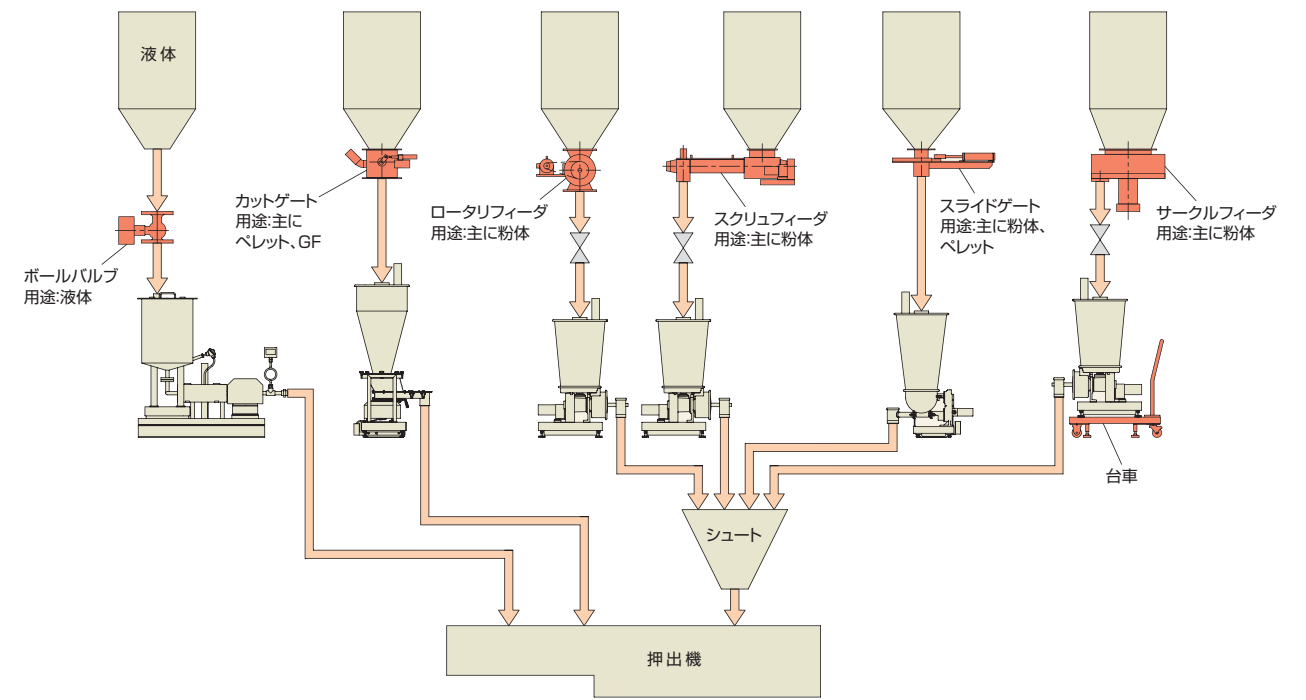 液体
ボールバルブ
用途:液体
カットゲート
用途:主に
ペレット、GF
ロータリフィーダ
用途:主に粉体
スクリュフィーダ
用途:主に粉体
スライドゲート
用途:主に粉体、
ペレット
サークルフィーダ
用途:主に粉体
台車
シュート
押出機